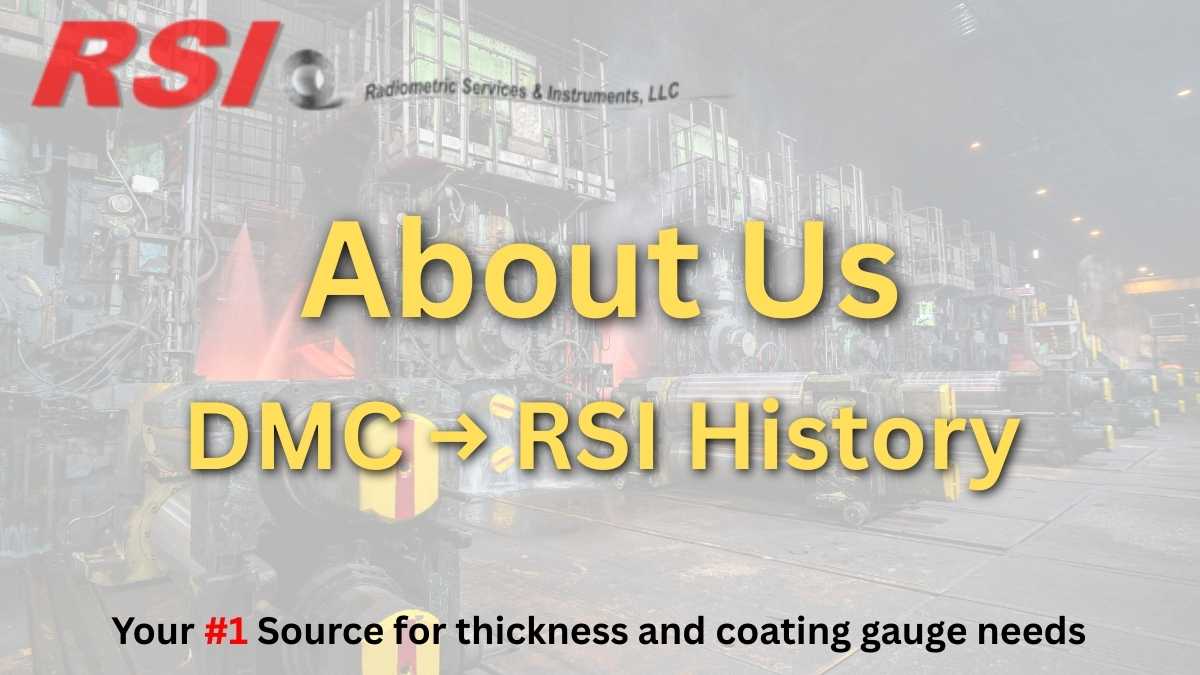 RSI
Radiometric Services & Instruments, LLC
About Us
DMC → RSI History
Your #1 Source for thickness and coating gauge needs